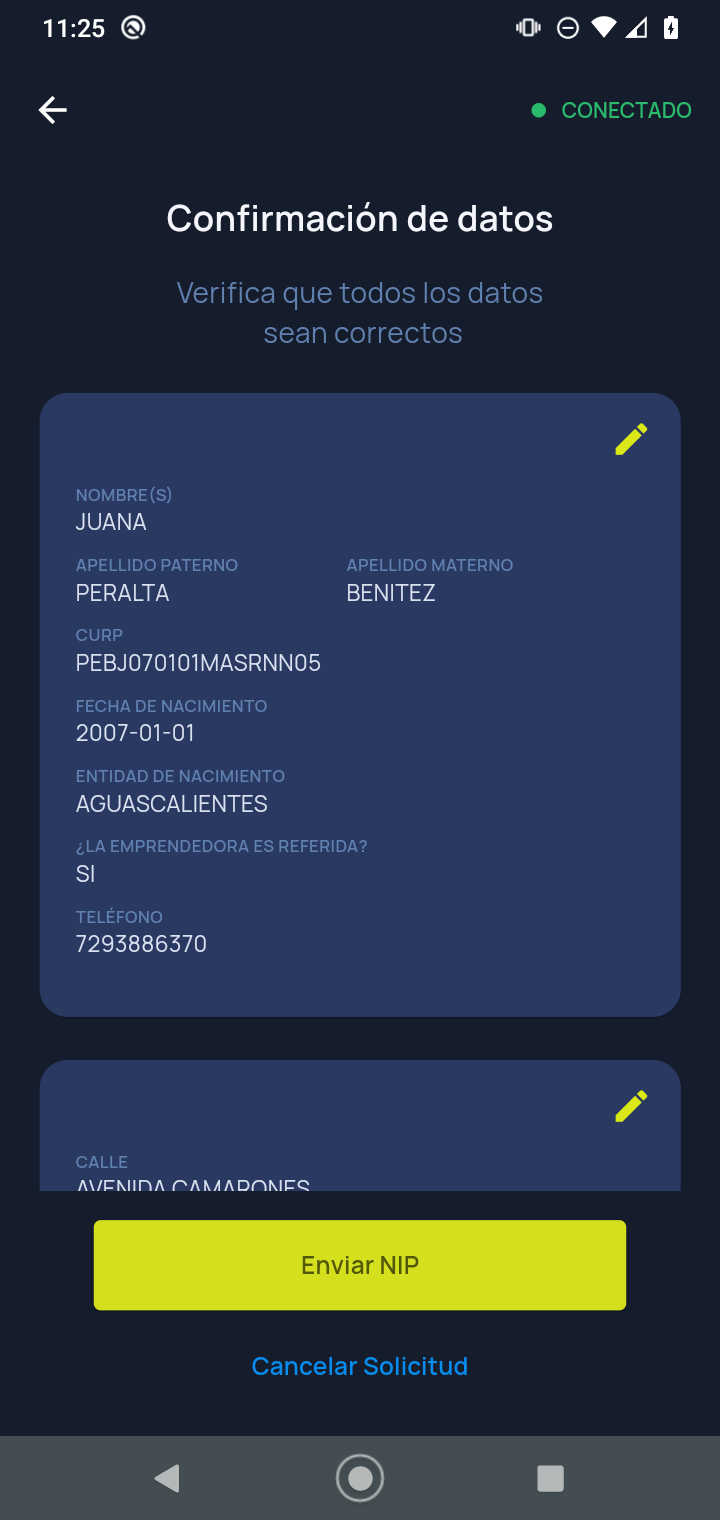 11:25
CONECTADO
Confirmación de datos
Verifica que todos los datos
sean correctos
NOMBRE(S)
JUANA
APELLIDO PATERNO APELLIDO MATERNO
PERALTA BENITEZ
CURP
PEBJ070101MASRNN05
FECHA DE NACIMIENTO
2007-01-01
ENTIDAD DE NACIMIENTO
AGUASCALIENTES
¿LA EMPRENDEDORA ES REFERIDA?
SI
TELÉFONO
7293886370
CALLE
AVENIDA CAMARONES
Enviar NIP
Cancelar Solicitud